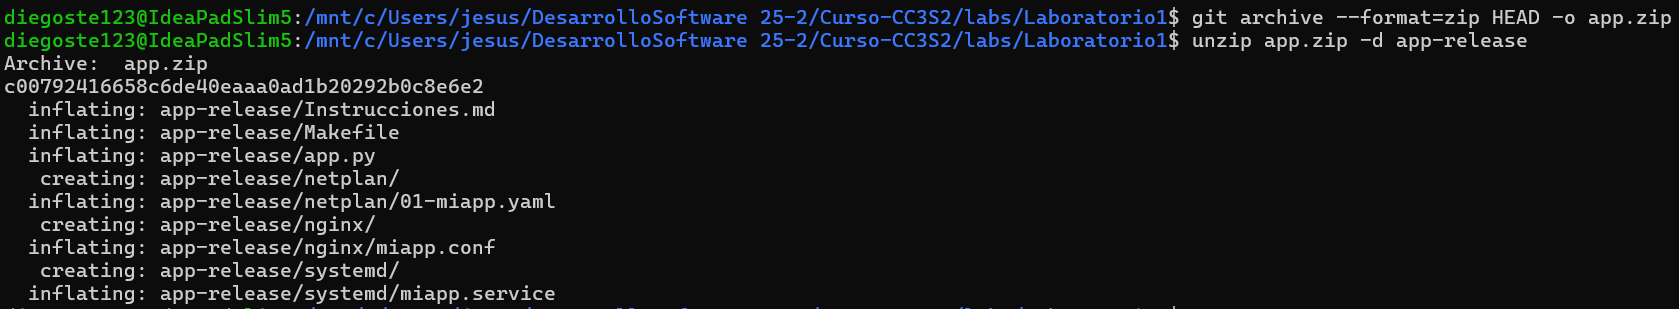 diegoste123@IdeaPadSlim5:/mnt/c/Users/jesus/DesarrolloSoftware 25-2/Curso-CC3S2/labs/Laboratorio1$ git archive --format=zip HEAD -o app.zip
diegoste123@IdeaPadSlim5:/mnt/c/Users/jesus/DesarrolloSoftware 25-2/Curso-CC3S2/labs/Laboratorio1$ unzip app.zip -d app-release
Archive:  app.zip
c00792416658c6de40eaaa0ad1b20292b0c8e6e2
  inflating: app-release/Instrucciones.md
  inflating: app-release/Makefile
  inflating: app-release/app.py
   creating: app-release/netplan/
  inflating: app-release/netplan/01-miapp.yaml
   creating: app-release/nginx/
  inflating: app-release/nginx/miapp.conf
   creating: app-release/systemd/
  inflating: app-release/systemd/miapp.service